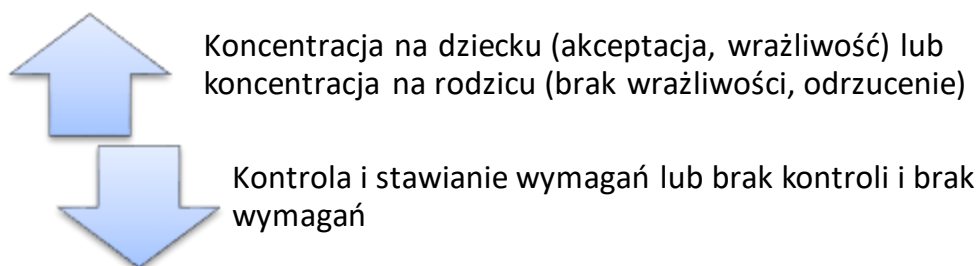 Koncentracja na dziecku (akceptacja, wrażliwość) lub
koncentracja na rodzicu (brak wrażliwości, odrzucenie)
Kontrola i stawianie wymagań lub brak kontroli i brak
wymagań